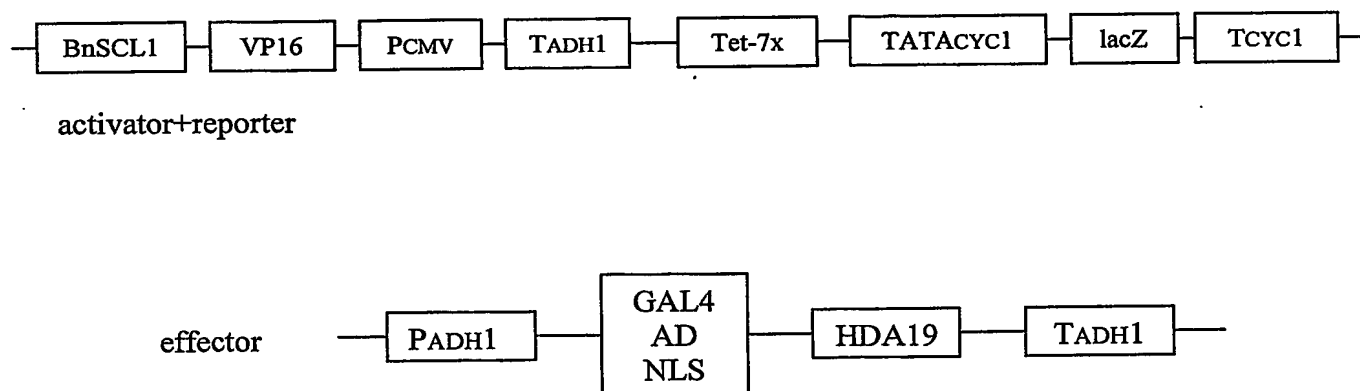 BnSCL1 VP16 PCMV TADH1 Tet-7x TATACYC1 lacZ TCYC1
activator+reporter
effector PADH1 GAL4 AD NLS HDA19 TADH1